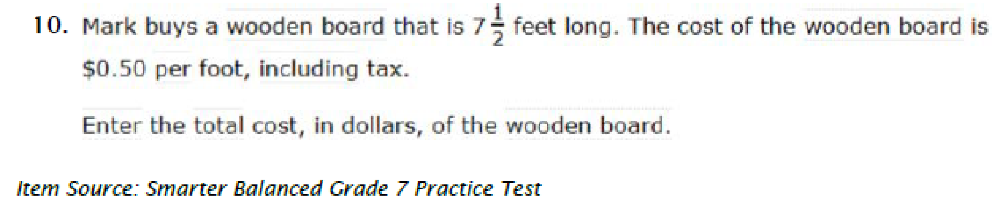 10. Mark buys a wooden board that is 7 1/2 feet long. The cost of the wooden board is
$0.50 per foot, including tax.
Enter the total cost, in dollars, of the wooden board.
Item Source: Smarter Balanced Grade 7 Practice Test